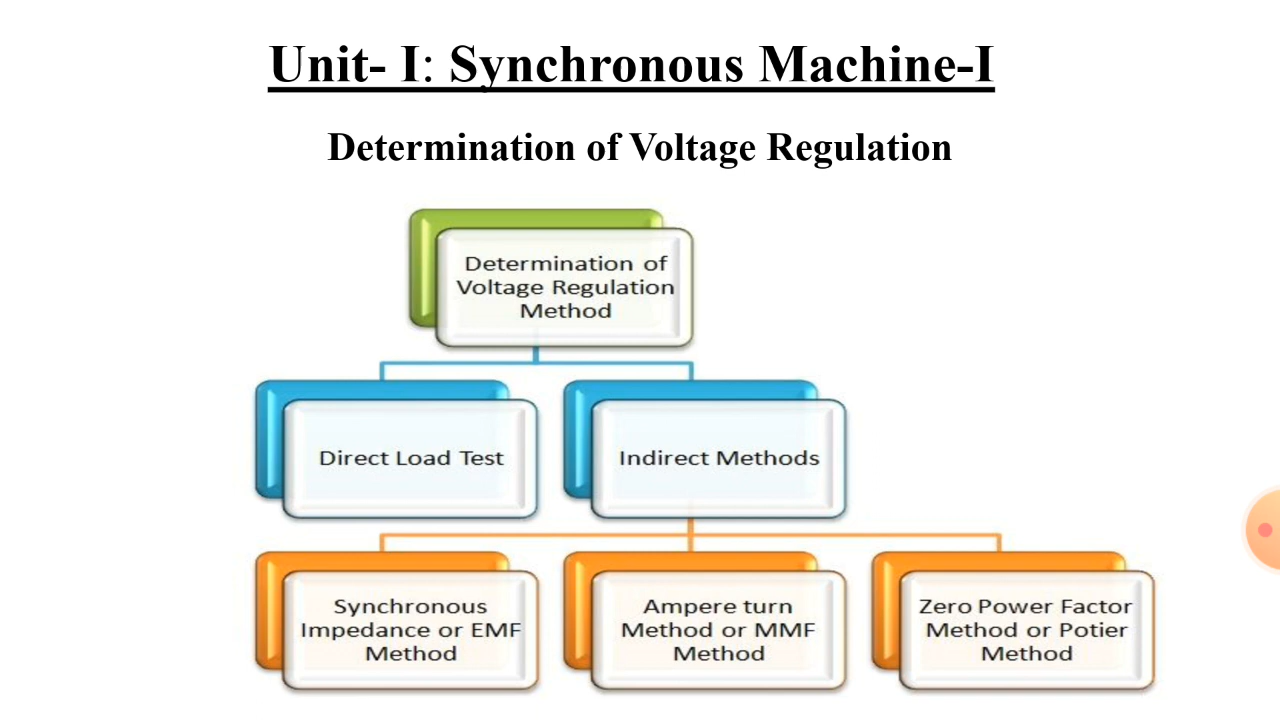 Unit- I: Synchronous Machine-I
Determination of Voltage Regulation
Determination of
Voltage Regulation
Method
Direct Load Test
Indirect Methods
Synchronous
Impedance or EMF
Method
Ampere turn
Method or MMF
Method
Zero Power Factor
Method or Potier
Method